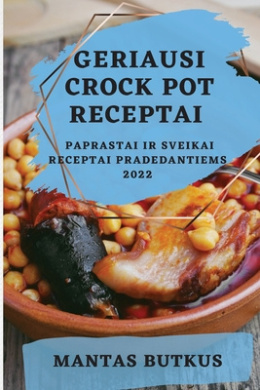 GERIAUSI
CROCK POT
RECEPTAI
PAPRASTAI IR SVEIKAI
RECEPTAI PRADEDANTIEMS
2022
MANTAS BUTKUS